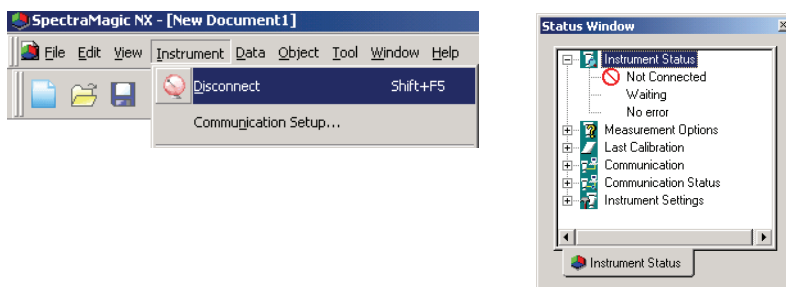 SpectraMagic NX - [New Document1]
File Edit View Instrument Data Object Tool Window Help
Disconnect Shift+F5
Communication Setup...
Status Window
Instrument Status
Not Connected
Waiting
No error
Measurement Options
Last Calibration
Communication
Communication Status
Instrument Settings
Instrument Status